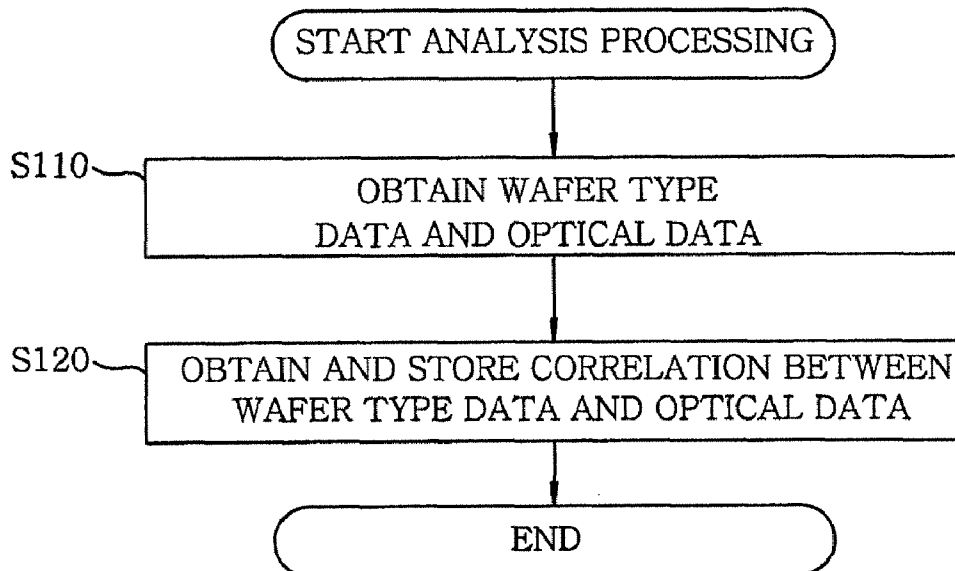 START ANALYSIS PROCESSING
S110
OBTAIN WAFER TYPE
DATA AND OPTICAL DATA
S120
OBTAIN AND STORE CORRELATION BETWEEN
WAFER TYPE DATA AND OPTICAL DATA
END